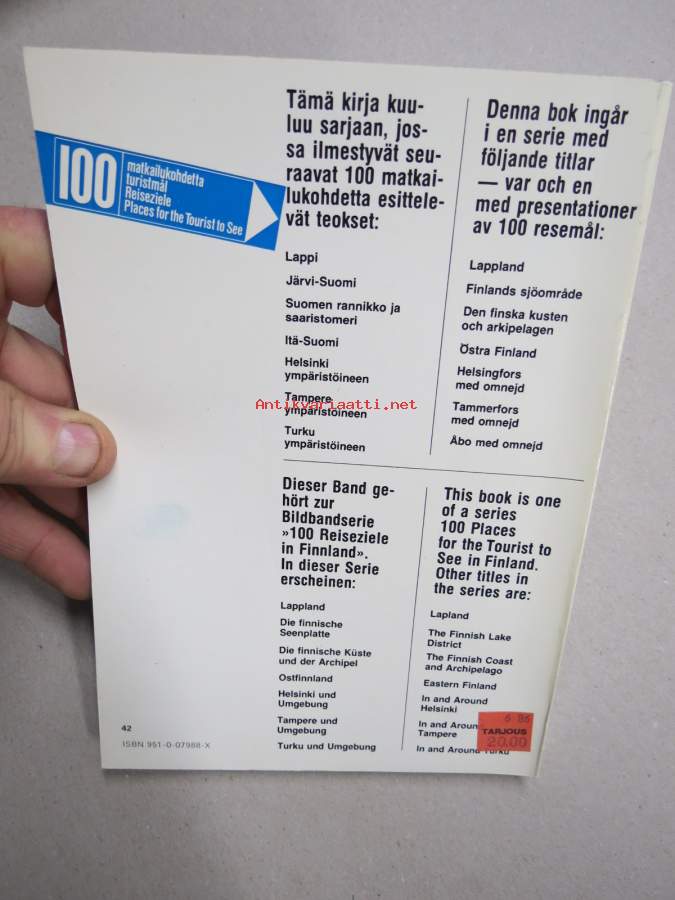 100
matkailukohdetta
turistmål
Reiseziele
Places for the Tourist to See
Tämä kirja kuu-
luu sarjaan, jos-
sa ilmestyvät seu-
raavat 100 matkai-
lukohdetta esittele-
vät teokset:
Lappi
Järvi-Suomi
Suomen rannikko ja
saaristomeri
Itä-Suomi
Helsinki
ympäristöineen
Tampere
ympäristöineen
Turku
ympäristöineen
Denna bok ingår
i en serie med
följande titlar
— var och en
med presentationer
av 100 resemål:
Lappland
Finlands sjöområde
Den finska kusten
och arkipelagen
Östra Finland
Helsingfors
med omnejd
Tammerfors
med omnejd
Åbo med omnejd
Antikvariaatti.net
Dieser Band ge-
hört zur
Bildbandserie
»100 Reiseziele
in Finnland».
In dieser Serie
erscheinen:
Lappland
Die finnische
Seenplatte
Die finnische Küste
und der Archipel
Ostfinnland
Helsinki und
Umgebung
Tampere und
Umgebung
Turku und Umgebung
This book is one
of a series
100 Places
for the Tourist to
See in Finland.
Other titles in
the series are:
Lapland
The Finnish Lake
District
The Finnish Coast
and Archipelago
Eastern Finland
In and Around
Helsinki
In and Around
Tampere
In and Around Turku
6 86
TARJOUS
20.00
42
ISBN 951-0-07988-X